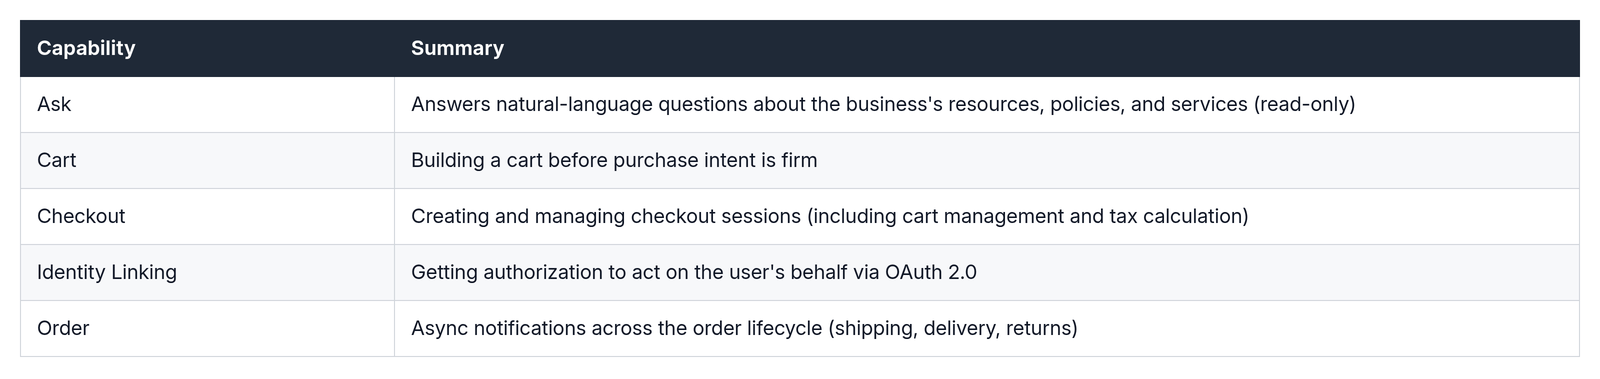 Capability Summary
Ask Answers natural-language questions about the business's resources, policies, and services (read-only)
Cart Building a cart before purchase intent is firm
Checkout Creating and managing checkout sessions (including cart management and tax calculation)
Identity Linking Getting authorization to act on the user's behalf via OAuth 2.0
Order Async notifications across the order lifecycle (shipping, delivery, returns)